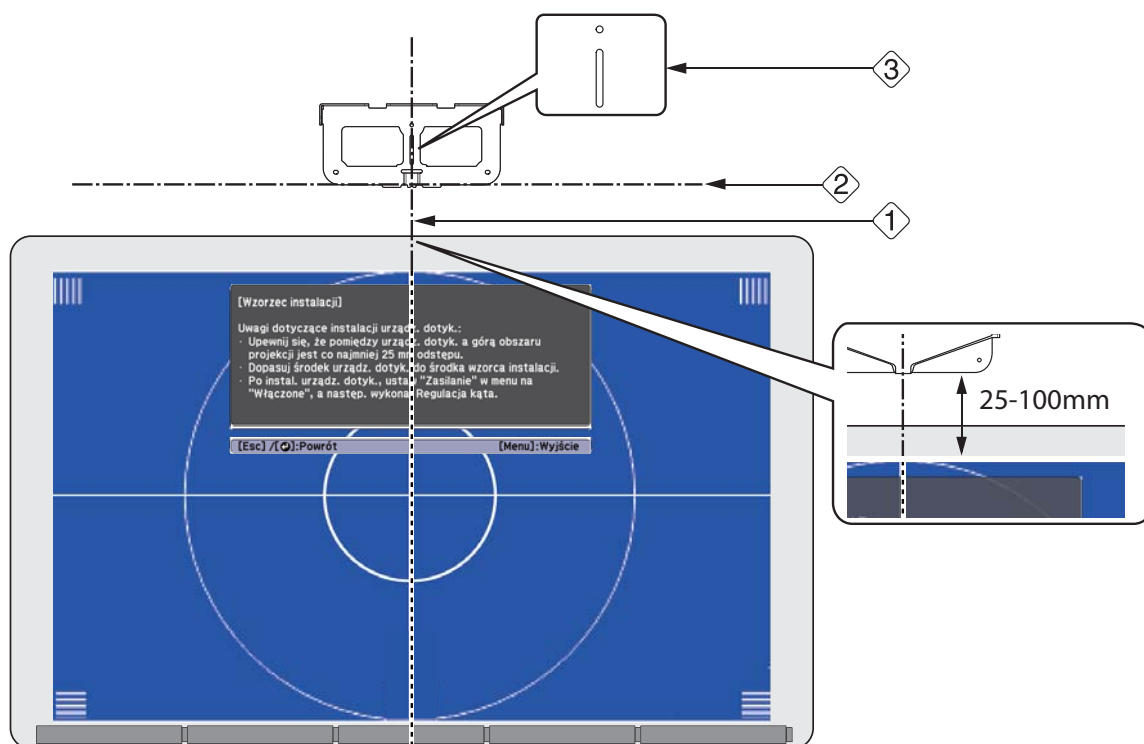 3
2
1
[Wzorzec instalacji]
Uwagi dotyczące instalacji urządz. dotyk.:
· Upewnij się, że pomiędzy urządz. dotyk. a górą obszaru
projekcji jest co najmniej 25 mm odstępu.
· Dopasuj środek urządz. dotyk. do środka wzorca instalacji.
· Po instal. urządz. dotyk., ustaw "Zasilanie" w menu na
"Włączone", a następ. wykonaj Regulacja kąta.
[Esc] /[⏎]:Powrót [Menu]:Wyjście
25-100mm